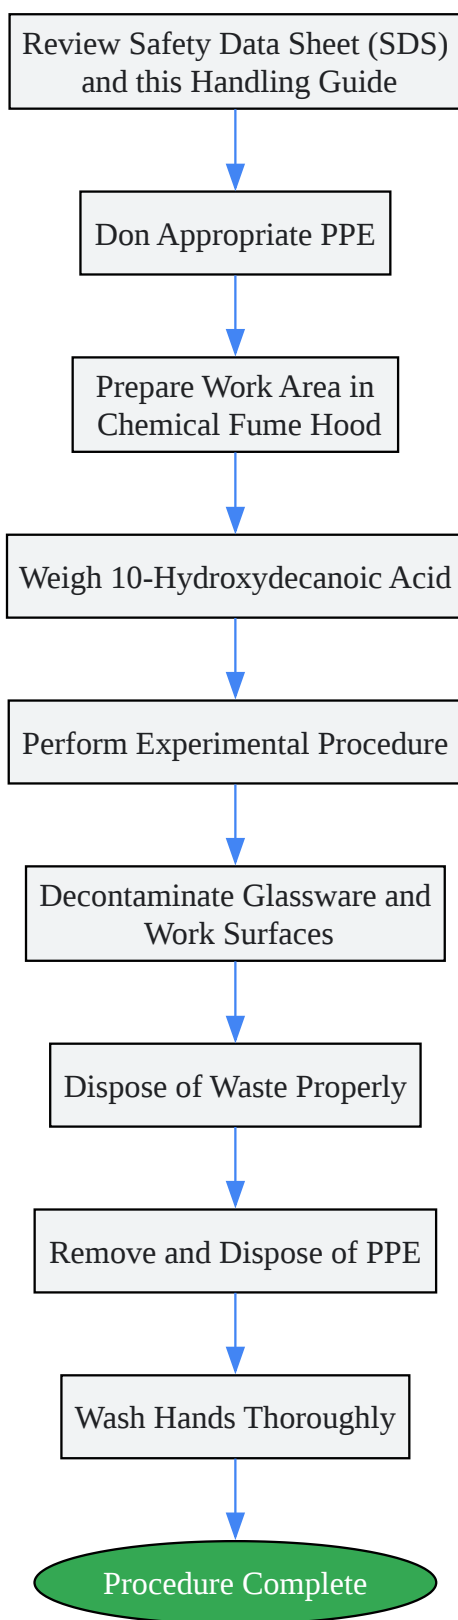 Review Safety Data Sheet (SDS)
and this Handling Guide
Don Appropriate PPE
Prepare Work Area in
Chemical Fume Hood
Weigh 10-Hydroxydecanoic Acid
Perform Experimental Procedure
Decontaminate Glassware and
Work Surfaces
Dispose of Waste Properly
Remove and Dispose of PPE
Wash Hands Thoroughly
Procedure Complete